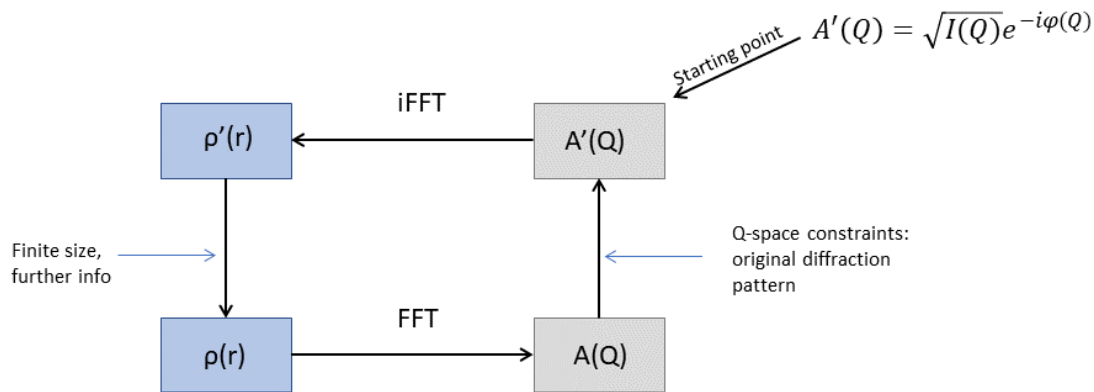 A′(Q) = √I(Q)e^{-iφ(Q)}
Starting point
iFFT
ρ'(r)
A′(Q)
Finite size,
further info
Q-space constraints:
original diffraction
pattern
FFT
ρ(r)
A(Q)